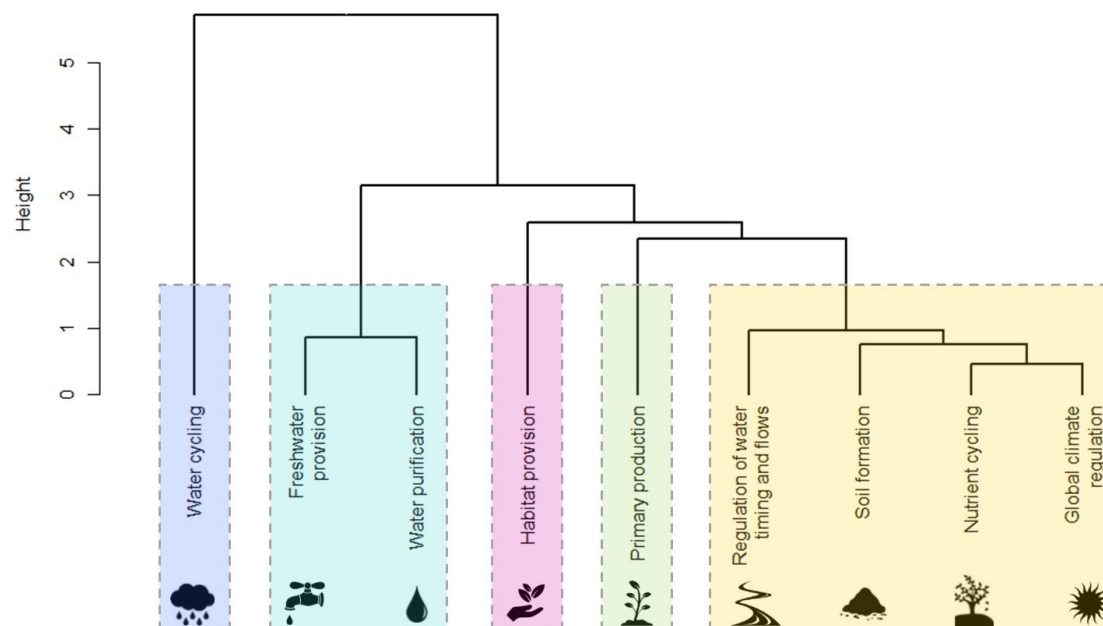 Height
5
4
3
2
1
0
Water cycling
Freshwater
provision
Water purification
Habitat provision
Primary production
Regulation of water
timing and flows
Soil formation
Nutrient cycling
Global climate
regulation